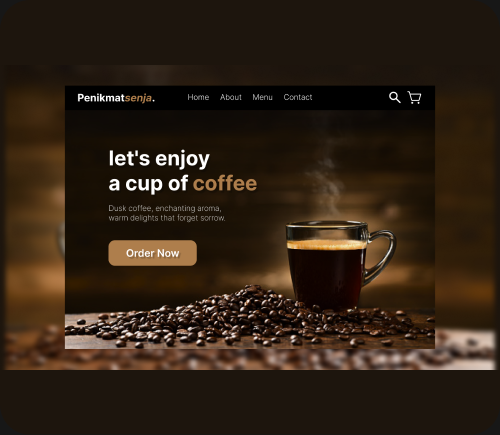 Penikmatsenja.
Home About Menu Contact
let's enjoy
a cup of coffee
Dusk coffee, enchanting aroma,
warm delights that forget sorrow.
Order Now